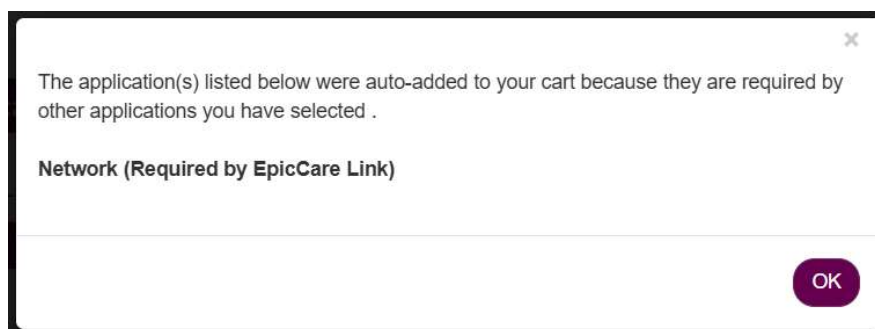 ×
The application(s) listed below were auto-added to your cart because they are required by
other applications you have selected .
Network (Required by EpicCare Link)
OK